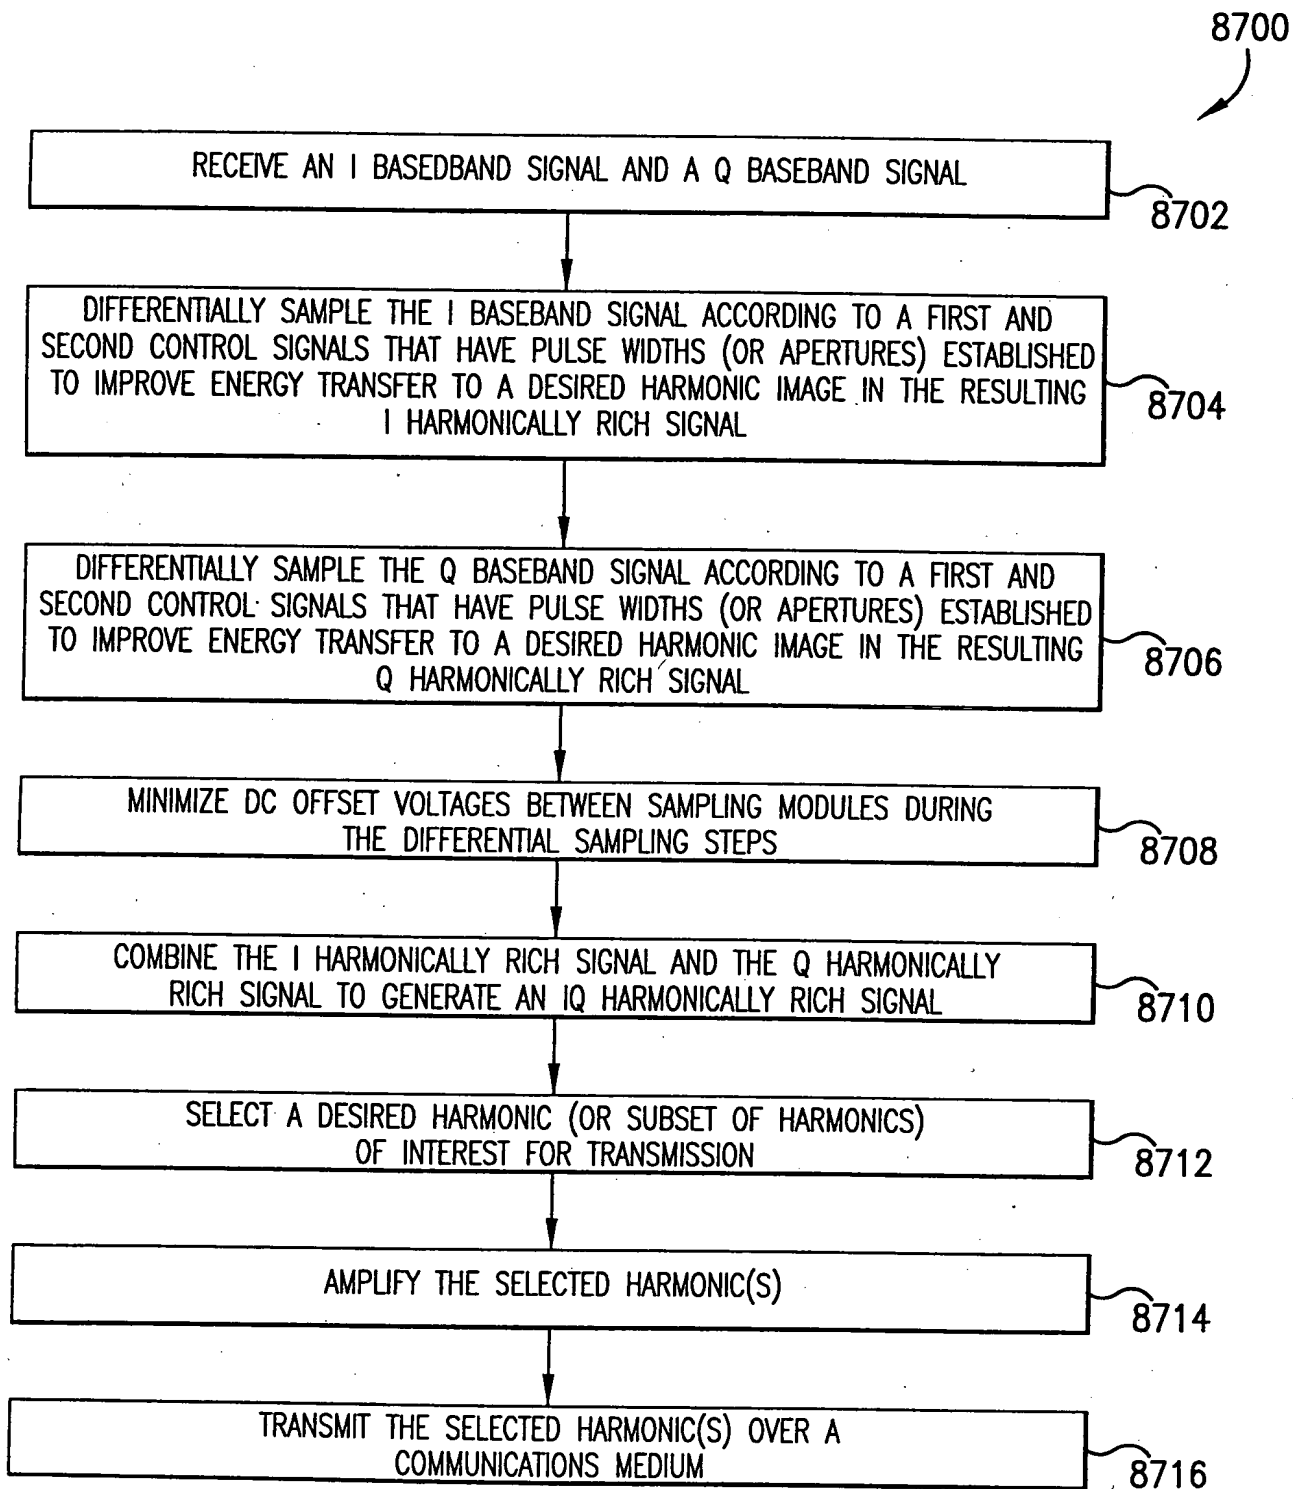 8700
RECEIVE AN I BASEDBAND SIGNAL AND A Q BASEBAND SIGNAL
8702
DIFFERENTIALLY SAMPLE THE I BASEBAND SIGNAL ACCORDING TO A FIRST AND
SECOND CONTROL SIGNALS THAT HAVE PULSE WIDTHS (OR APERTURES) ESTABLISHED
TO IMPROVE ENERGY TRANSFER TO A DESIRED HARMONIC IMAGE IN THE RESULTING
I HARMONICALLY RICH SIGNAL
8704
DIFFERENTIALLY SAMPLE THE Q BASEBAND SIGNAL ACCORDING TO A FIRST AND
SECOND CONTROL SIGNALS THAT HAVE PULSE WIDTHS (OR APERTURES) ESTABLISHED
TO IMPROVE ENERGY TRANSFER TO A DESIRED HARMONIC IMAGE IN THE RESULTING
Q HARMONICALLY RICH SIGNAL
8706
MINIMIZE DC OFFSET VOLTAGES BETWEEN SAMPLING MODULES DURING
THE DIFFERENTIAL SAMPLING STEPS
8708
COMBINE THE I HARMONICALLY RICH SIGNAL AND THE Q HARMONICALLY
RICH SIGNAL TO GENERATE AN IQ HARMONICALLY RICH SIGNAL
8710
SELECT A DESIRED HARMONIC (OR SUBSET OF HARMONICS)
OF INTEREST FOR TRANSMISSION
8712
AMPLIFY THE SELECTED HARMONIC(S)
8714
TRANSMIT THE SELECTED HARMONIC(S) OVER A
COMMUNICATIONS MEDIUM
8716